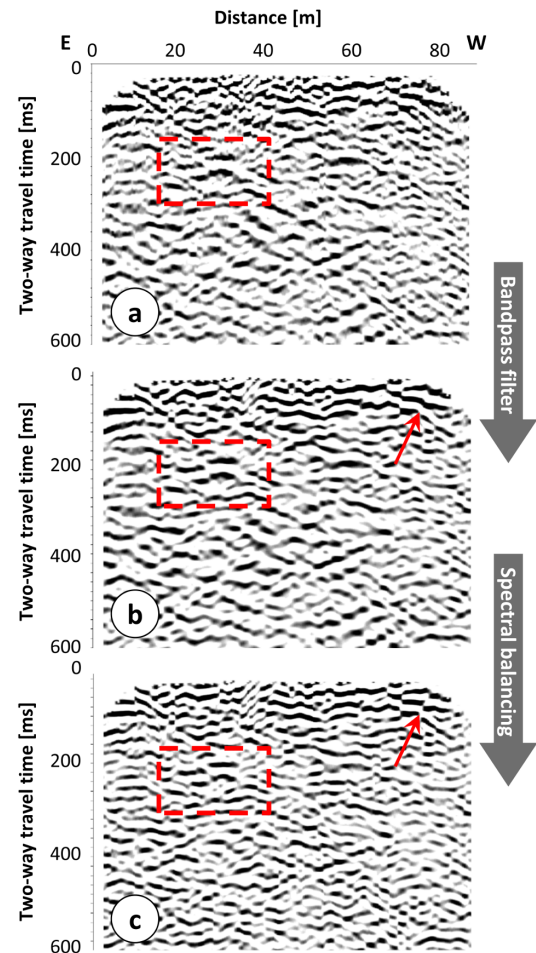 Distance [m]
E
W
0 20 40 60 80
Two-way travel time [ms]
0
200
400
600
a
Bandpass filter
Two-way travel time [ms]
0
200
400
600
b
Spectral balancing
Two-way travel time [ms]
0
200
400
600
c